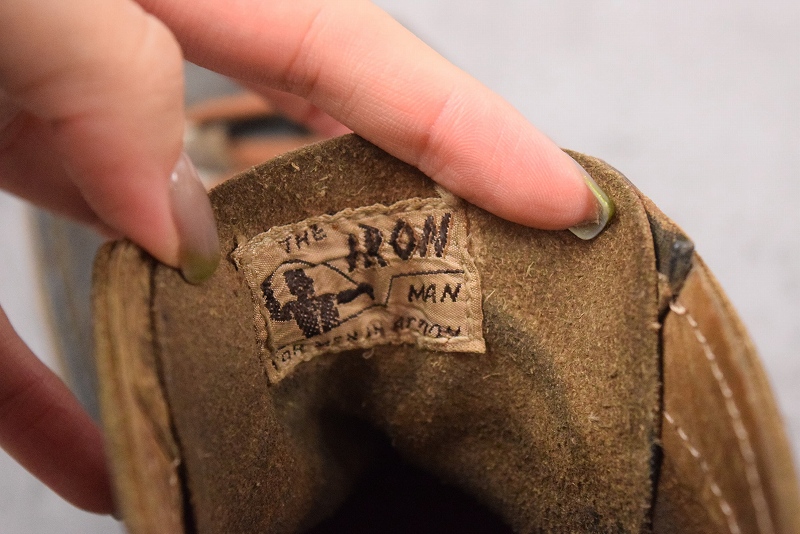 THE IRON
MAN
FOR MEN IN ACTION